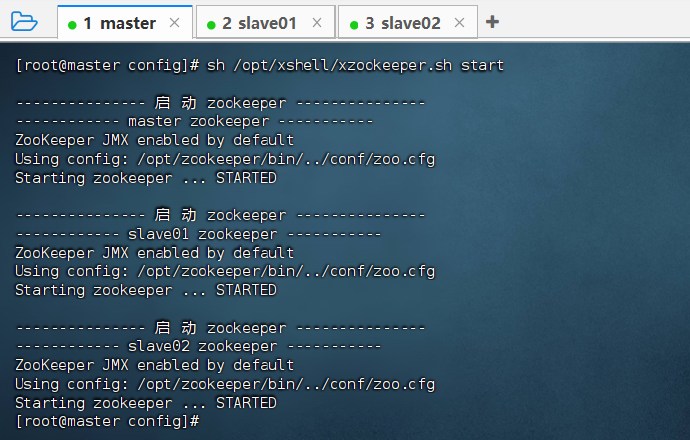 1 master × 2 slave01 × 3 slave02 × +
[root@master config]# sh /opt/xshell/xzookeeper.sh start
--------------- 启 动 zookeeper ---------------
------------ master zookeeper -----------
ZooKeeper JMX enabled by default
Using config: /opt/zookeeper/bin/../conf/zoo.cfg
Starting zookeeper ... STARTED
--------------- 启 动 zookeeper ---------------
------------ slave01 zookeeper -----------
ZooKeeper JMX enabled by default
Using config: /opt/zookeeper/bin/../conf/zoo.cfg
Starting zookeeper ... STARTED
--------------- 启 动 zookeeper ---------------
------------ slave02 zookeeper -----------
ZooKeeper JMX enabled by default
Using config: /opt/zookeeper/bin/../conf/zoo.cfg
Starting zookeeper ... STARTED
[root@master config]#